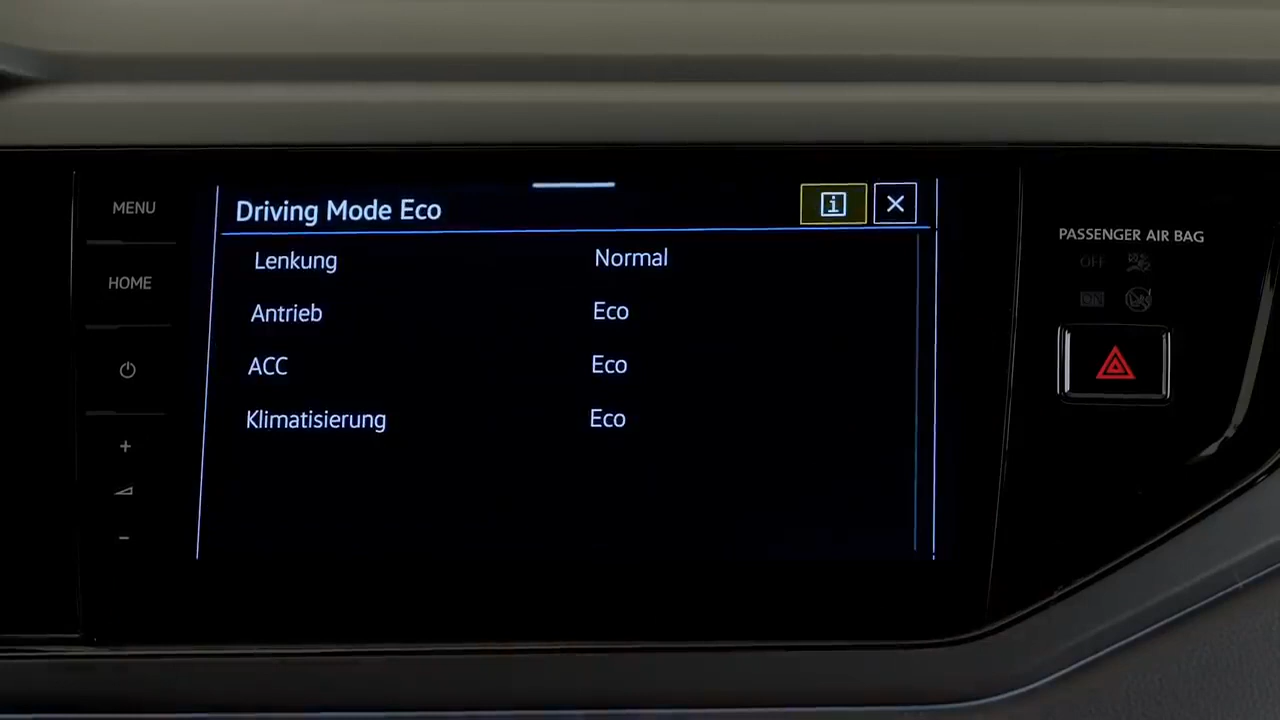 MENU
HOME
Driving Mode Eco
Lenkung Normal
Antrieb Eco
ACC Eco
Klimatisierung Eco
PASSENGER AIR BAG
OFF
ON